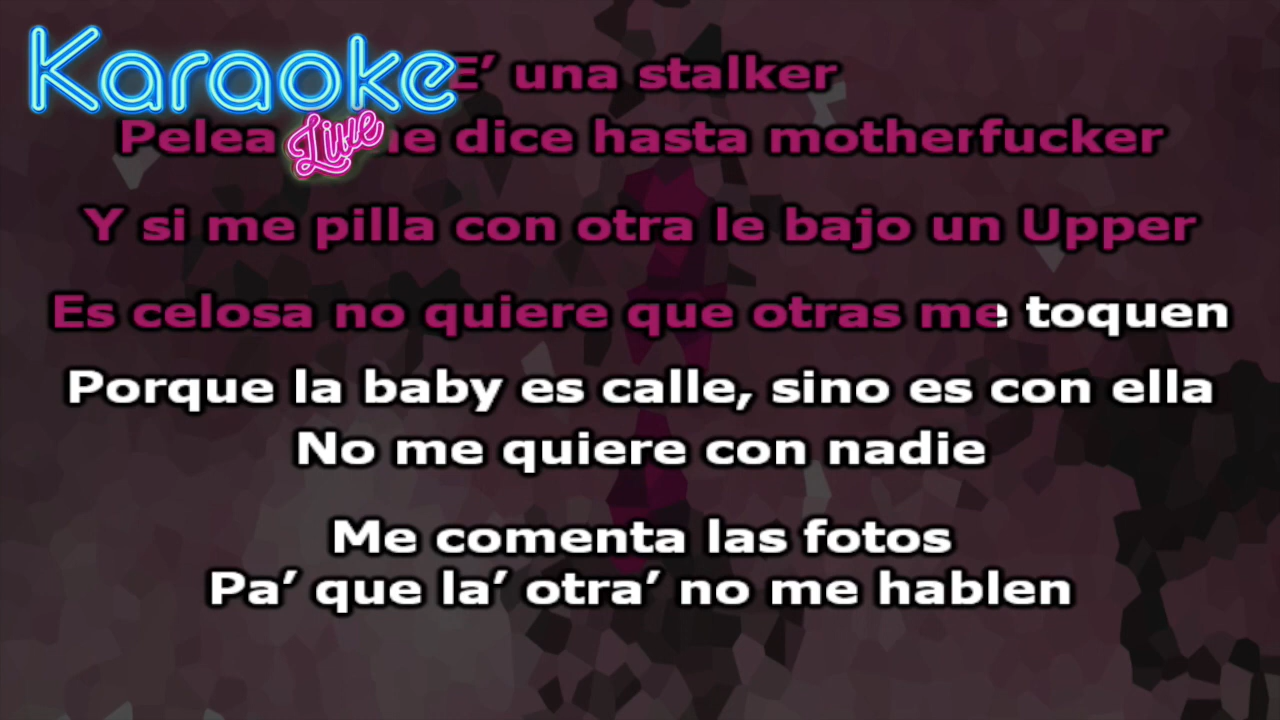 Karaoke
Live
E’ una stalker
Pelea me dice hasta motherfucker
Y si me pilla con otra le bajo un Upper
Es celosa no quiere que otras me toquen
Porque la baby es calle, sino es con ella
No me quiere con nadie
Me comenta las fotos
Pa’ que la’ otra’ no me hablen